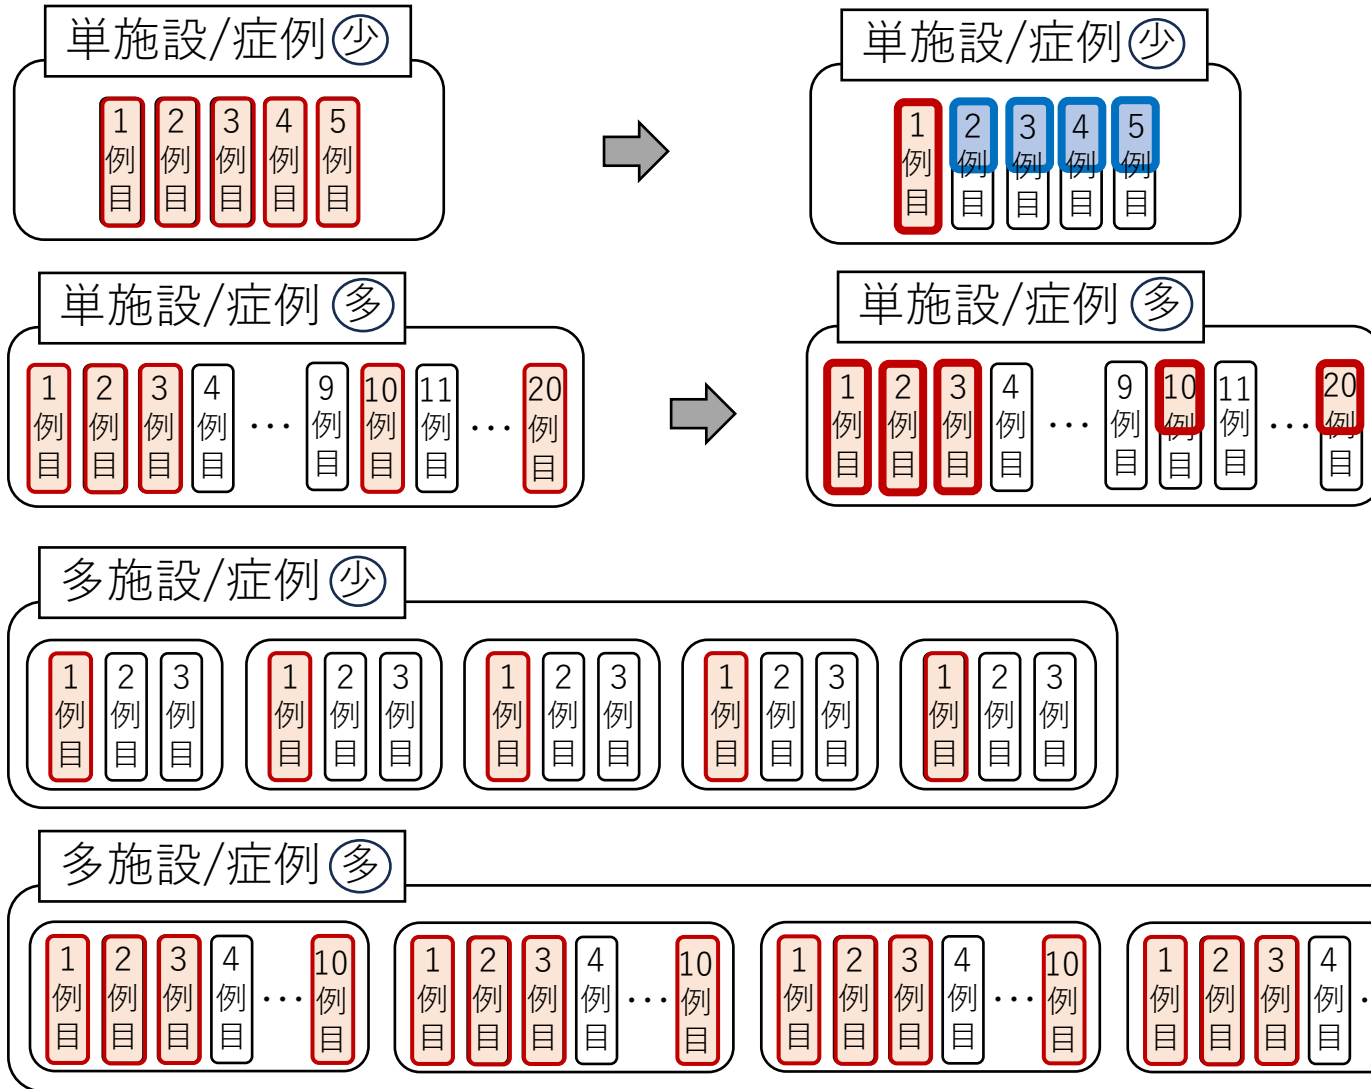 単施設/症例 少
1例目 2例目 3例目 4例目 5例目
単施設/症例 少
1例目 2例目 3例目 4例目 5例目
単施設/症例 多
1例目 2例目 3例目 4例目 … 9例目 10例目 11例目 … 20例目
単施設/症例 多
1例目 2例目 3例目 4例目 … 9例目 10例目 11例目 … 20例目
多施設/症例 少
1例目 2例目 3例目 1例目 2例目 3例目 1例目 2例目 3例目 1例目 2例目 3例目 1例目 2例目 3例目
多施設/症例 多
1例目 2例目 3例目 4例目 … 10例目 1例目 2例目 3例目 4例目 … 10例目 1例目 2例目 3例目 4例目 … 10例目 1例目 2例目 3例目 4例目